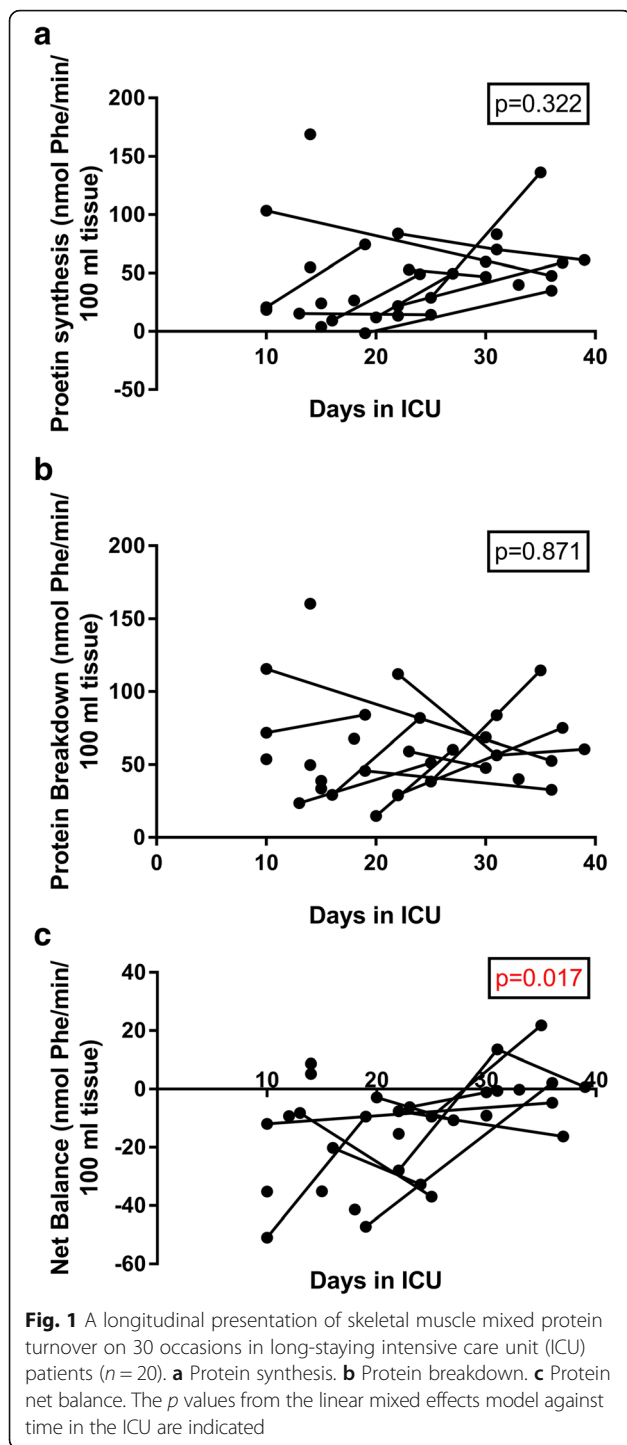 a
p=0.322
200
150
100
50
0
-50
10 20 30 40
Proetin synthesis (nmol Phe/min/
100 ml tissue)
Days in ICU
b
p=0.871
200
150
100
50
0
0 10 20 30 40
Protein Breakdown (nmol Phe/min/
100 ml tissue)
Days in ICU
c
p=0.017
40
20
0
-20
-40
-60
10 20 30 40
Net Balance (nmol Phe/min/
100 ml tissue)
Days in ICU
Fig. 1 A longitudinal presentation of skeletal muscle mixed protein
turnover on 30 occasions in long-staying intensive care unit (ICU)
patients (n = 20). a Protein synthesis. b Protein breakdown. c Protein
net balance. The p values from the linear mixed effects model against
time in the ICU are indicated